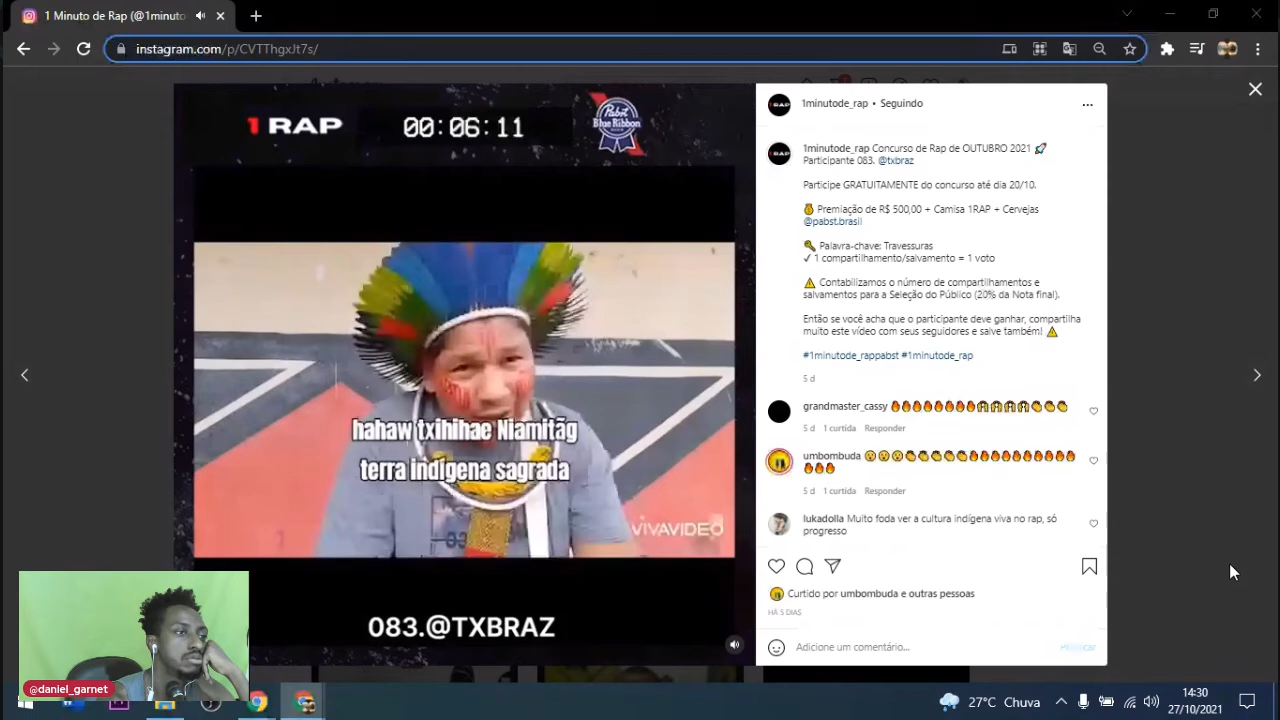 1 Minuto de Rap (@1minuto
instagram.com/p/CVTThgxJt7s/
1 RAP
00:06:11
Pabst
Blue Ribbon
hahaw txihihae Niamitãg
terra indígena sagrada
VIVAVIDEO
083.@TXBRAZ
1minutode_rap • Seguindo
1minutode_rap Concurso de Rap de OUTUBRO 2021 🚀
Participante 083. @txbraz
Participe GRATUITAMENTE do concurso até dia 20/10.
🥇 Premiação de R$ 500,00 + Camisa 1RAP + Cervejas
@pabst.brasil
🔑 Palavra-chave: Travessuras
✓ 1 compartilhamento/salvamento = 1 voto
⚠ Contabilizamos o número de compartilhamentos e
salvamentos para a Seleção do Público (20% da Nota final).
Então se você acha que o participante deve ganhar, compartilha
muito este vídeo com seus seguidores e salve também! ⚠
#1minutode_rappabst #1minutode_rap
5 d
grandmaster_cassy 🔥🔥🔥🔥🔥🔥🔥🔥😱😱😱😱👏👏👏
5 d 1 curtida Responder
umbombuda 😮😮😮👏👏👏👏👏🔥🔥🔥🔥🔥🔥🔥🔥🔥
🔥🔥🔥
5 d 1 curtida Responder
lukadolla Muito foda ver a cultura indígena viva no rap, só
progresso
Curtido por umbombuda e outras pessoas
HÁ 5 DIAS
Adicione um comentário...
Publicar
@daniel_garnet
27°C Chuva
14:30
27/10/2021